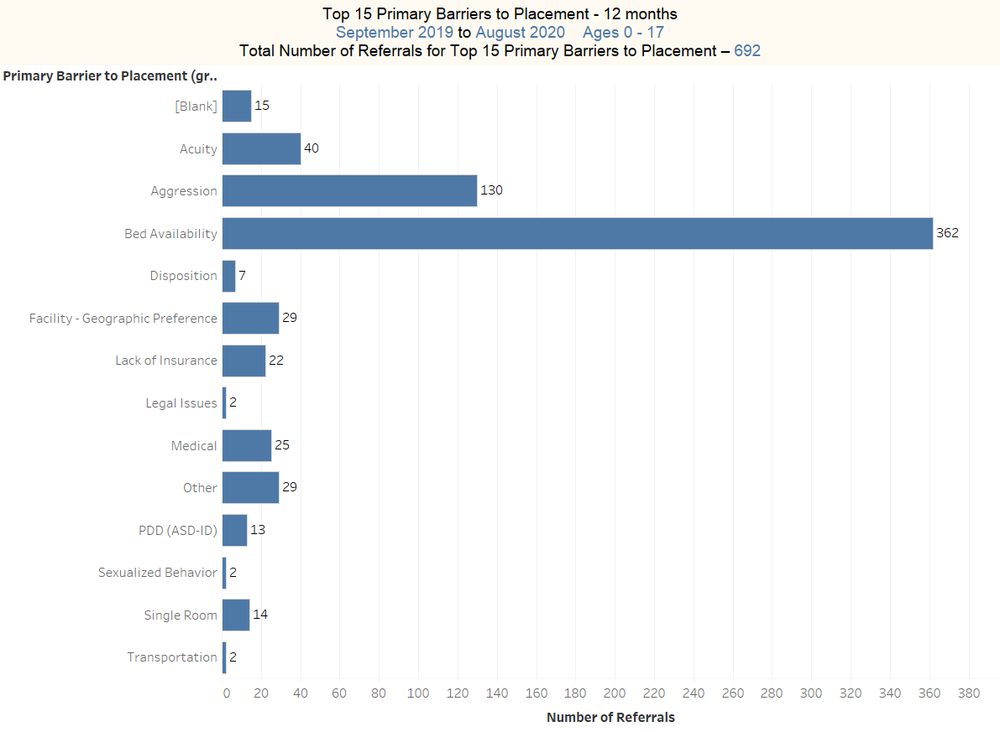 Top 15 Primary Barriers to Placement - 12 months
September 2019 to August 2020 Ages 0 - 17
Total Number of Referrals for Top 15 Primary Barriers to Placement – 692
Primary Barrier to Placement (gr..
[Blank] 15
Acuity 40
Aggression 130
Bed Availability 362
Disposition 7
Facility - Geographic Preference 29
Lack of Insurance 22
Legal Issues 2
Medical 25
Other 29
PDD (ASD-ID) 13
Sexualized Behavior 2
Single Room 14
Transportation 2
0 20 40 60 80 100 120 140 160 180 200 220 240 260 280 300 320 340 360 380
Number of Referrals